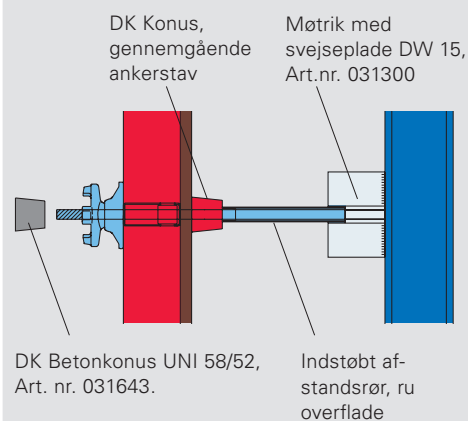 DK Konus,
gennemgående
ankerstav
Møtrik med
svejseplade DW 15,
Art.nr. 031300
DK Betonkonus UNI 58/52,
Art. nr. 031643.
Indstøbt af-
standsrør, ru
overflade